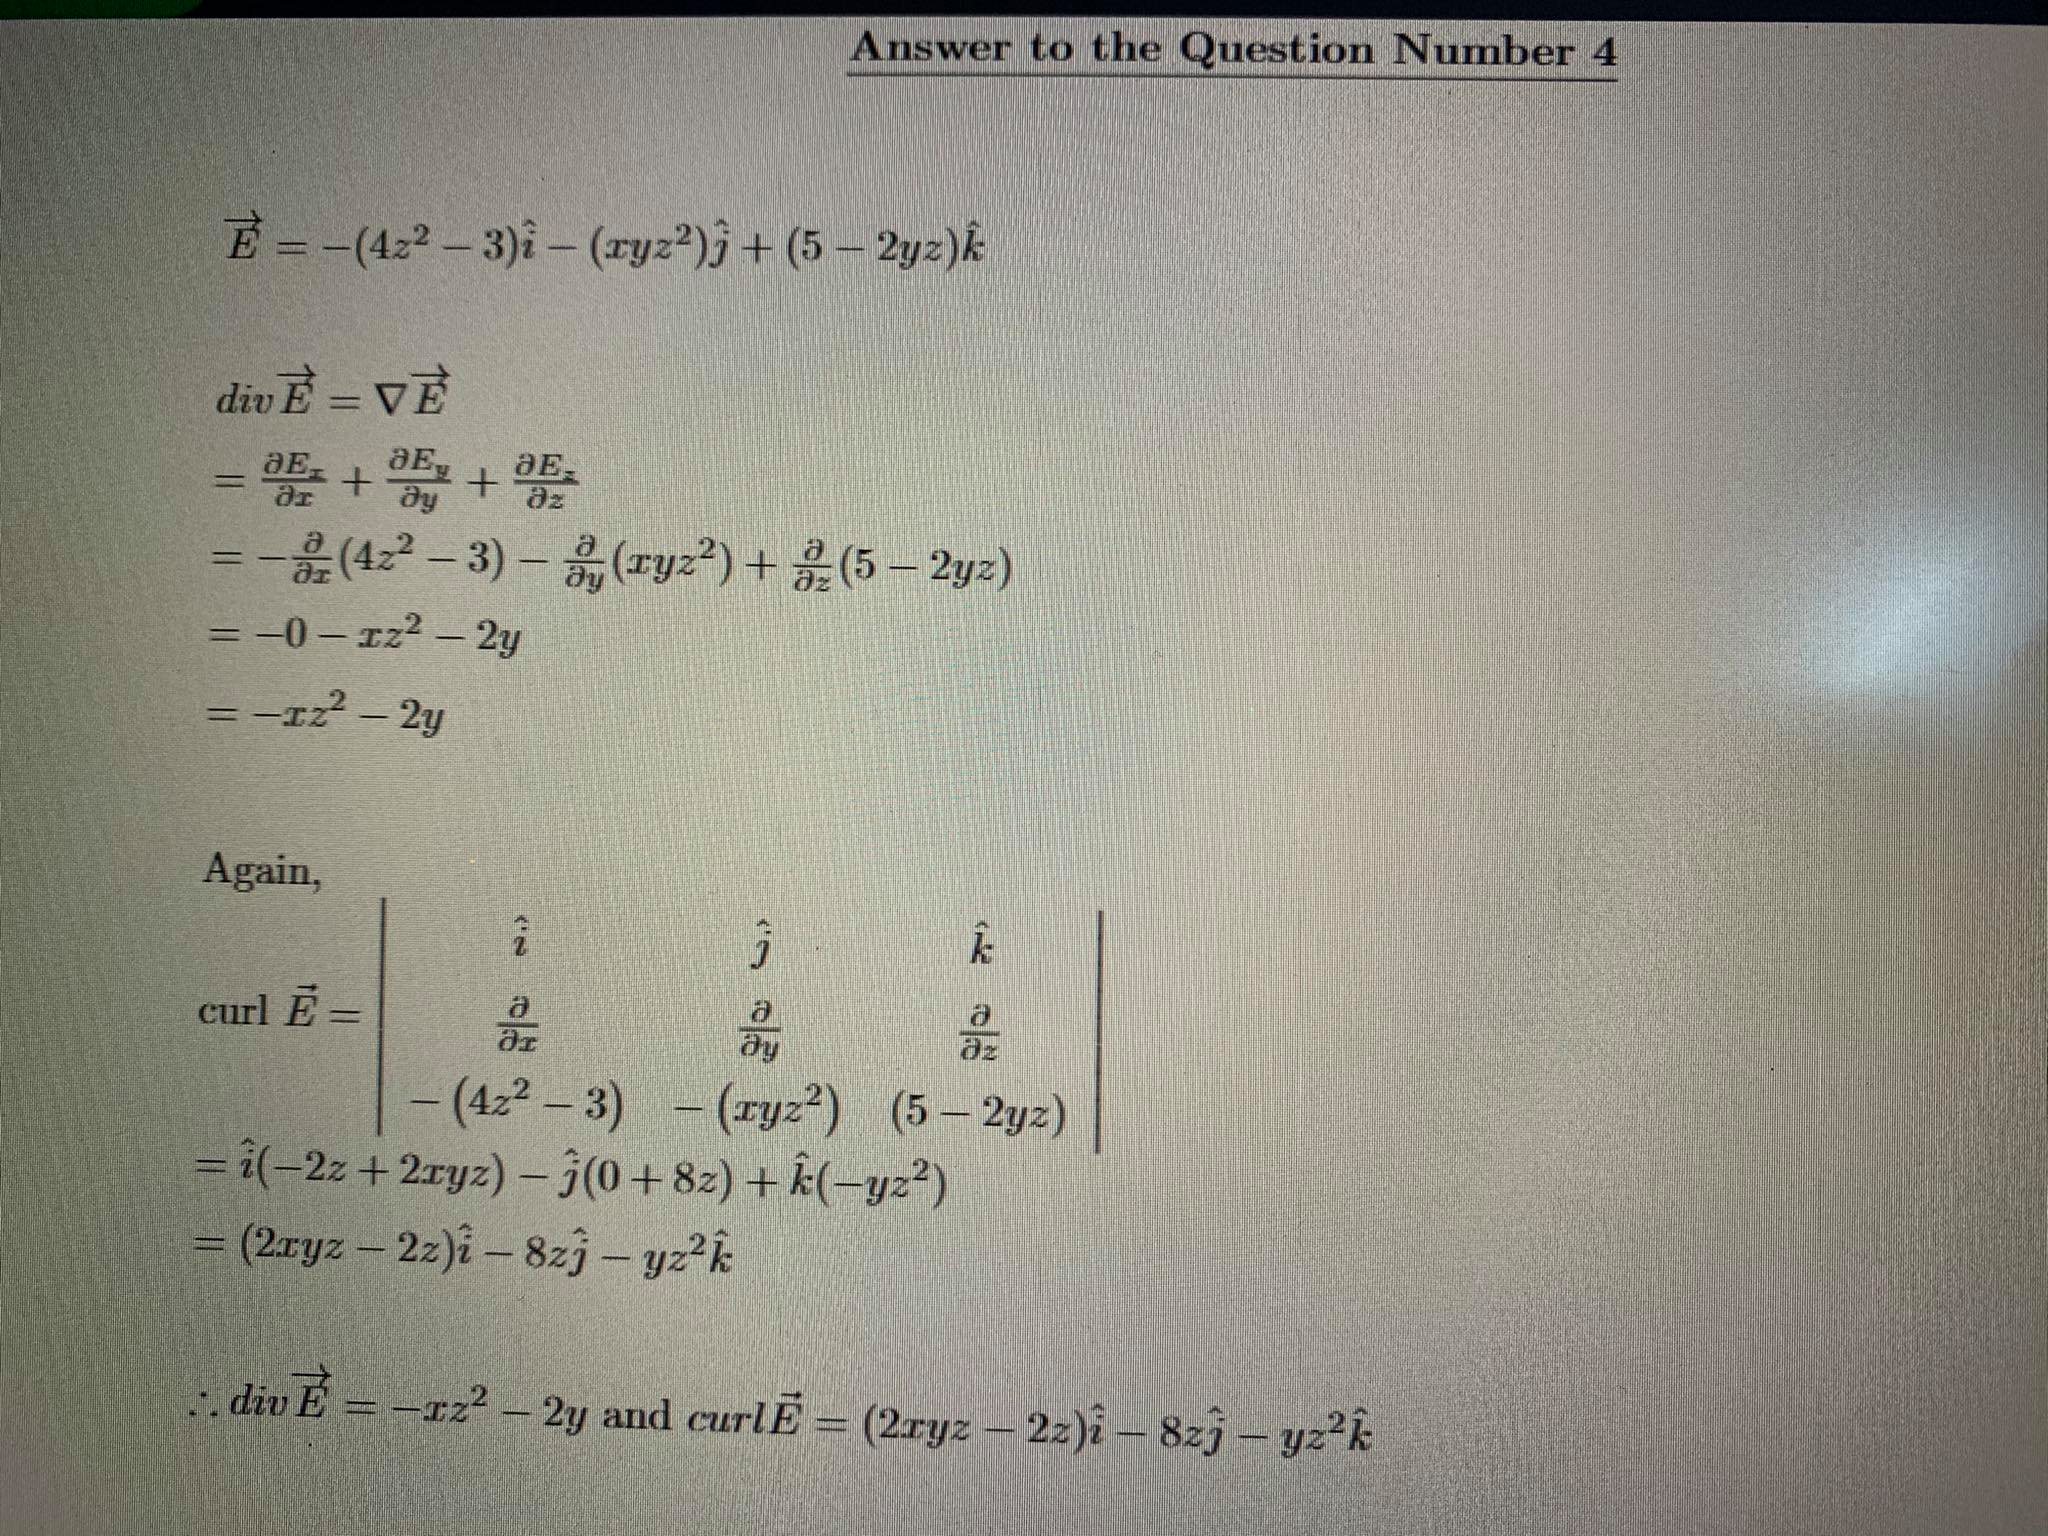 Answer to the Question Number 4
$\overrightarrow{E} = -(4z^2 - 3)\hat{i} - (xyz^2)\hat{j} + (5 - 2yz)\hat{k}$
$div \overrightarrow{E} = \nabla \overrightarrow{E}$
$= \frac{\partial E_x}{\partial x} + \frac{\partial E_y}{\partial y} + \frac{\partial E_z}{\partial z}$
$= -\frac{\partial}{\partial x}(4z^2 - 3) - \frac{\partial}{\partial y}(xyz^2) + \frac{\partial}{\partial z}(5 - 2yz)$
$= -0 - xz^2 - 2y$
$= -xz^2 - 2y$
Again,
curl $\vec{E} = \begin{vmatrix} \hat{i} & \hat{j} & \hat{k} \\ \frac{\partial}{\partial x} & \frac{\partial}{\partial y} & \frac{\partial}{\partial z} \\ -(4z^2 - 3) & -(xyz^2) & (5 - 2yz) \end{vmatrix}$
$= \hat{i}(-2z + 2xyz) - \hat{j}(0 + 8z) + \hat{k}(-yz^2)$
$= (2xyz - 2z)\hat{i} - 8z\hat{j} - yz^2\hat{k}$
$\therefore div \overrightarrow{E} = -xz^2 - 2y$ and $curl \vec{E} = (2xyz - 2z)\hat{i} - 8z\hat{j} - yz^2\hat{k}$